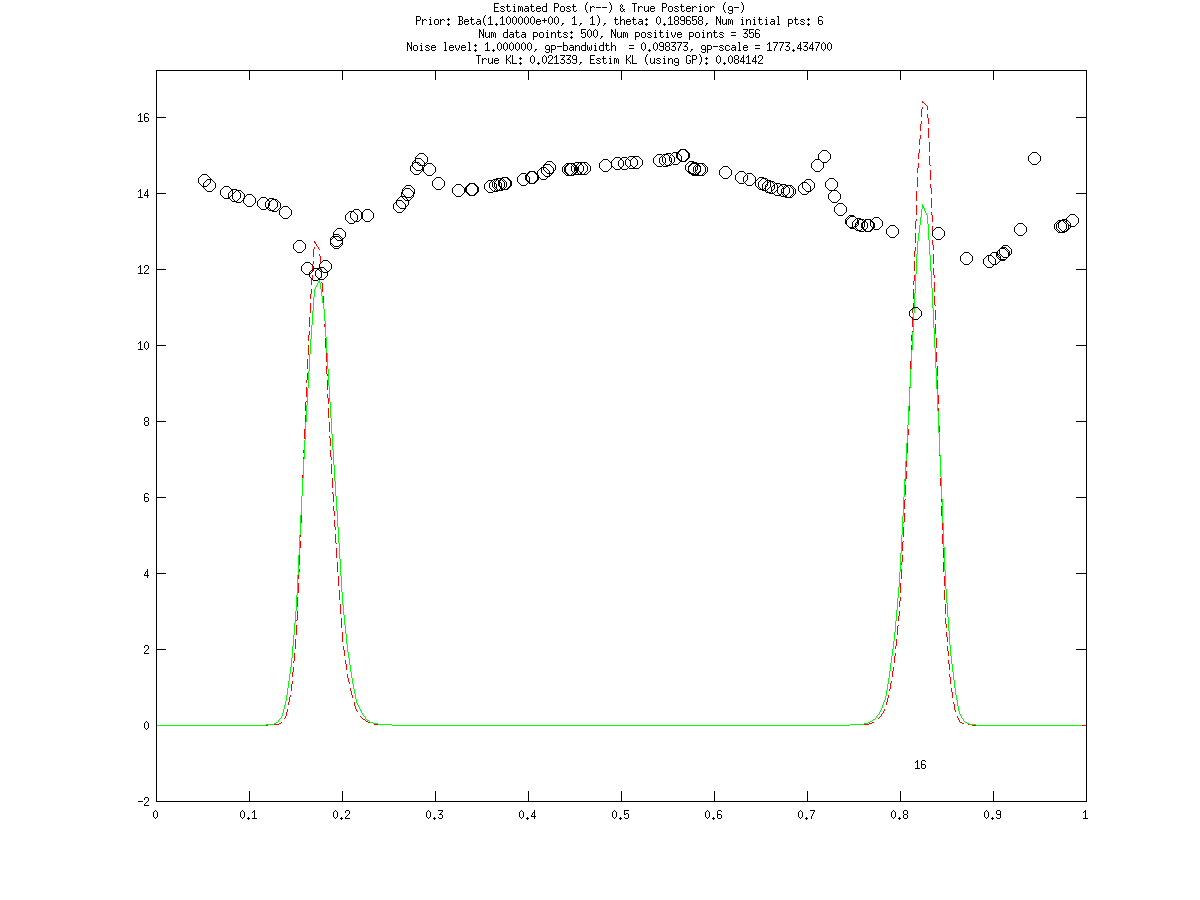 Estimated Post (r--) & True Posterior (g-)
Prior: Beta(1.100000e+00, 1, 1), theta: 0.189658, Num initial pts: 6
Num data points: 500, Num positive points = 356
Noise level: 1.000000, gp-bandwidth  = 0.098373, gp-scale = 1773.434700
True KL: 0.021339, Estim KL (using GP): 0.084142
16
14
12
10
8
6
4
2
0
16
-2
0 0.1 0.2 0.3 0.4 0.5 0.6 0.7 0.8 0.9 1